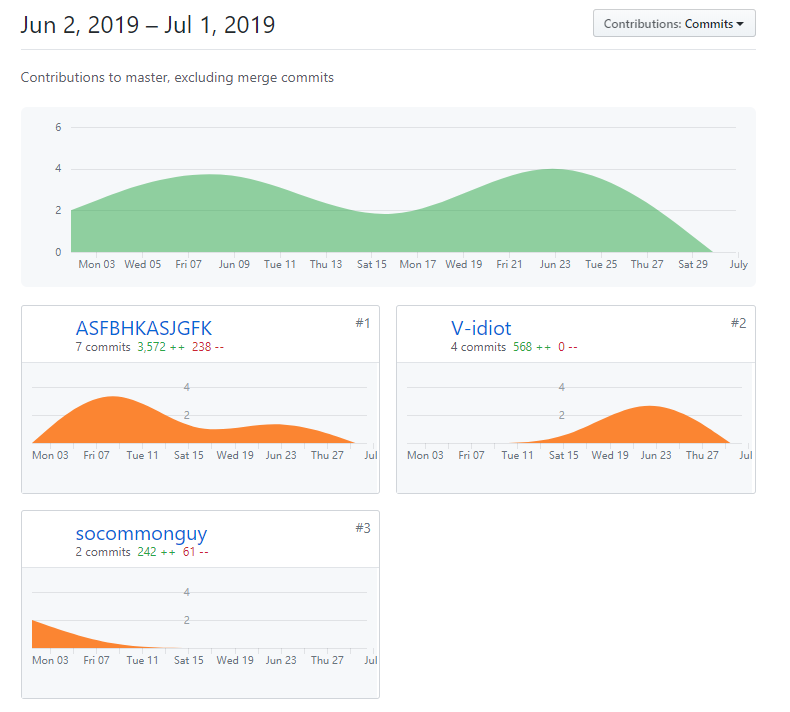 Jun 2, 2019 – Jul 1, 2019
Contributions: Commits
Contributions to master, excluding merge commits
6
4
2
0
Mon 03 Wed 05 Fri 07 Jun 09 Tue 11 Thu 13 Sat 15 Mon 17 Wed 19 Fri 21 Jun 23 Tue 25 Thu 27 Sat 29 July
ASFBHKASJGFK #1
7 commits 3,572 ++ 238 --
4
2
Mon 03 Fri 07 Tue 11 Sat 15 Wed 19 Jun 23 Thu 27 Jul
V-idiot #2
4 commits 568 ++ 0 --
4
2
Mon 03 Fri 07 Tue 11 Sat 15 Wed 19 Jun 23 Thu 27 Jul
socommonguy #3
2 commits 242 ++ 61 --
4
2
Mon 03 Fri 07 Tue 11 Sat 15 Wed 19 Jun 23 Thu 27 Jul